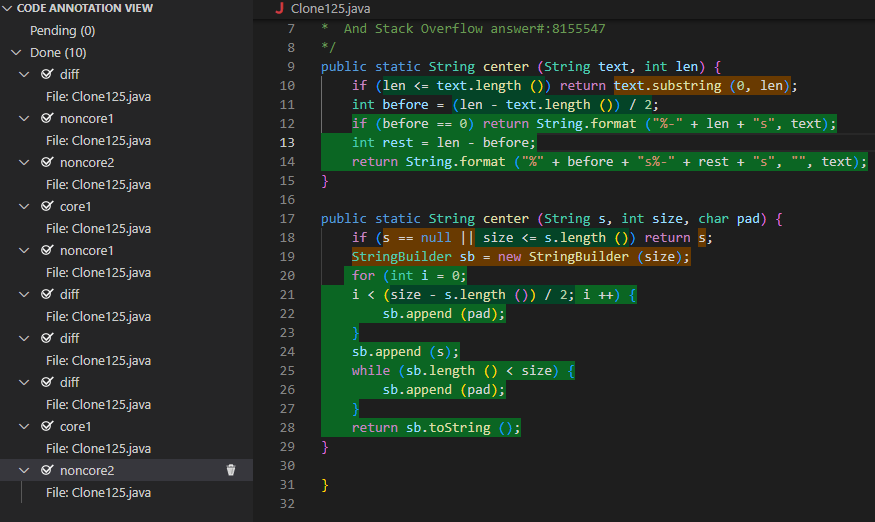 CODE ANNOTATION VIEW
Pending (0)
Done (10)
diff
File: Clone125.java
noncore1
File: Clone125.java
noncore2
File: Clone125.java
core1
File: Clone125.java
noncore1
File: Clone125.java
diff
File: Clone125.java
diff
File: Clone125.java
diff
File: Clone125.java
core1
File: Clone125.java
noncore2
File: Clone125.java
J Clone125.java
7 * And Stack Overflow answer#:8155547
8 */
9 public static String center (String text, int len) {
10 if (len <= text.length ()) return text.substring (0, len);
11 int before = (len - text.length ()) / 2;
12 if (before == 0) return String.format ("%-" + len + "s", text);
13 int rest = len - before;
14 return String.format ("%" + before + "s%-" + rest + "s", "", text);
15 }
16
17 public static String center (String s, int size, char pad) {
18 if (s == null || size <= s.length ()) return s;
19 StringBuilder sb = new StringBuilder (size);
20 for (int i = 0;
21 i < (size - s.length ()) / 2; i ++) {
22 sb.append (pad);
23 }
24 sb.append (s);
25 while (sb.length () < size) {
26 sb.append (pad);
27 }
28 return sb.toString ();
29 }
30
31 }
32